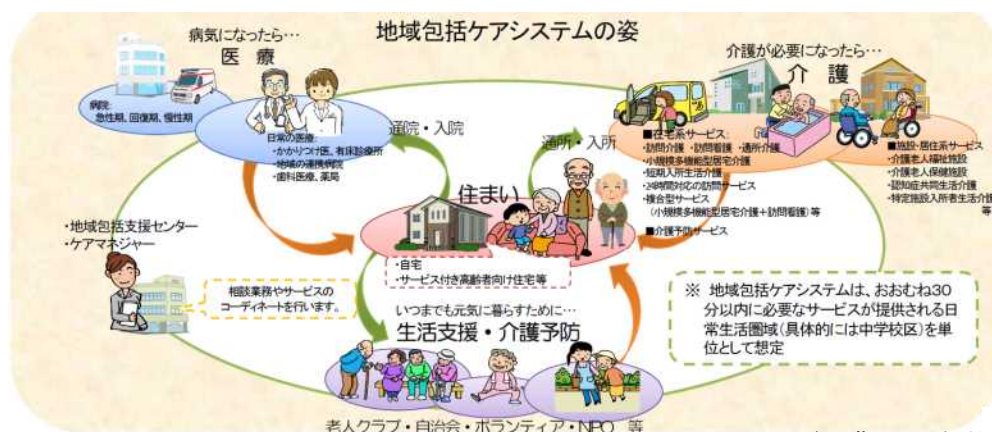 地域包括ケアシステムの姿
病気になったら…
医 療
病院:
急性期、回復期、慢性期
日常の医療:
・かかりつけ医、有床診療所
・地域の連携病院
・歯科医療、薬局
通院・入院
通所・入所
介護が必要になったら…
介 護
■在宅系サービス:
・訪問介護 ・訪問看護 ・通所介護
・小規模多機能型居宅介護
・短期入所生活介護
・24時間対応の訪問サービス
・複合型サービス
(小規模多機能型居宅介護+訪問看護)等
■介護予防サービス
■施設・居住系サービス
・介護老人福祉施設
・介護老人保健施設
・認知症共同生活介護
・特定施設入所者生活介護
等
住まい
・自宅
・サービス付き高齢者向け住宅等
・地域包括支援センター
・ケアマネジャー
相談業務やサービスの
コーディネートを行います。
いつまでも元気に暮らすために…
生活支援・介護予防
老人クラブ・自治会・ボランティア・NPO 等
※ 地域包括ケアシステムは、おおむね30
分以内に必要なサービスが提供される日
常生活圏域(具体的には中学校区)を単
位として想定